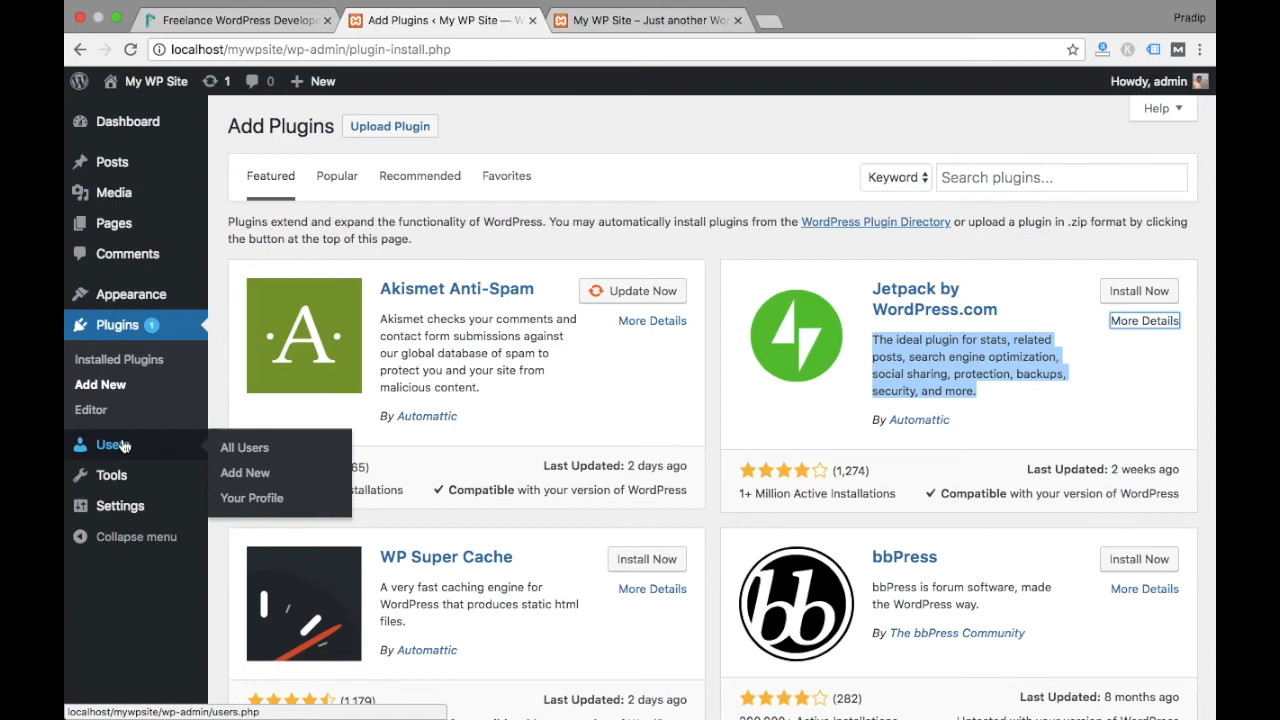 Freelance WordPress Develope
Add Plugins ‹ My WP Site — W
My WP Site – Just another Wo
Pradip
localhost/mywpsite/wp-admin/plugin-install.php
My WP Site
1
0
New
Howdy, admin
Dashboard
Posts
Media
Pages
Comments
Appearance
Plugins 1
Installed Plugins
Add New
Editor
Users
Tools
Settings
Collapse menu
All Users
Add New
Your Profile
Add Plugins
Upload Plugin
Help
Featured
Popular
Recommended
Favorites
Keyword
Search plugins...
Plugins extend and expand the functionality of WordPress. You may automatically install plugins from the WordPress Plugin Directory or upload a plugin in .zip format by clicking
the button at the top of this page.
A
Akismet Anti-Spam
Update Now
More Details
Akismet checks your comments and
contact form submissions against
our global database of spam to
protect you and your site from
malicious content.
By Automattic
65)
Last Updated: 2 days ago
stallations
Compatible with your version of WordPress
Jetpack by
WordPress.com
Install Now
More Details
The ideal plugin for stats, related
posts, search engine optimization,
social sharing, protection, backups,
security, and more.
By Automattic
(1,274)
Last Updated: 2 weeks ago
1+ Million Active Installations
Compatible with your version of WordPress
WP Super Cache
Install Now
More Details
A very fast caching engine for
WordPress that produces static html
files.
By Automattic
(1,179)
Last Updated: 2 days ago
bb
bbPress
Install Now
More Details
bbPress is forum software, made
the WordPress way.
By The bbPress Community
(282)
Last Updated: 8 months ago
localhost/mywpsite/wp-admin/users.php